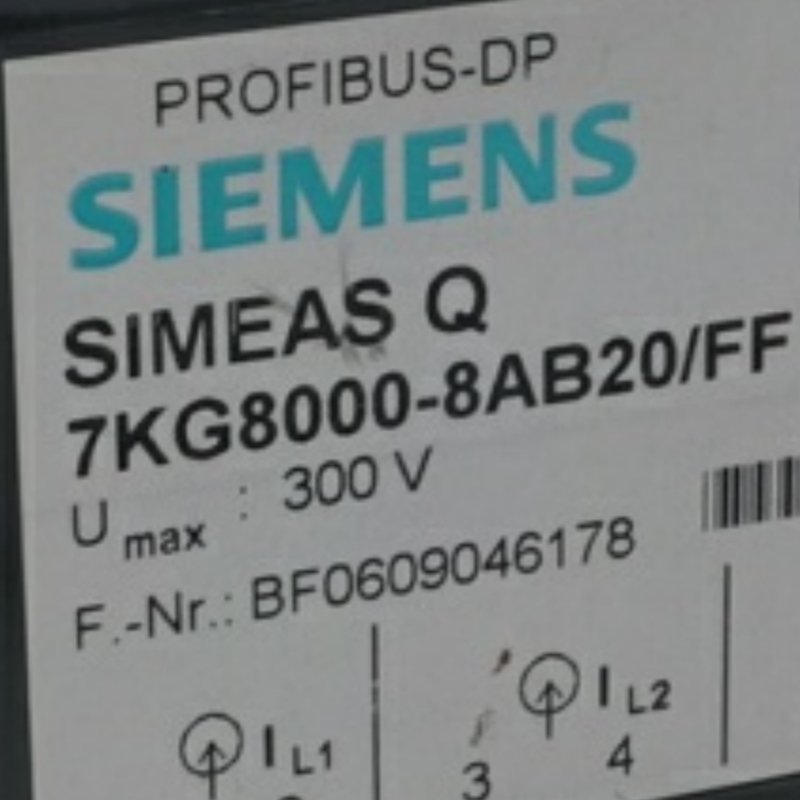 PROFIBUS-DP
SIEMENS
SIMEAS Q
7KG8000-8AB20/FF
U max : 300 V
F.-Nr.: BF0609046178
I L1
I L2
3 4